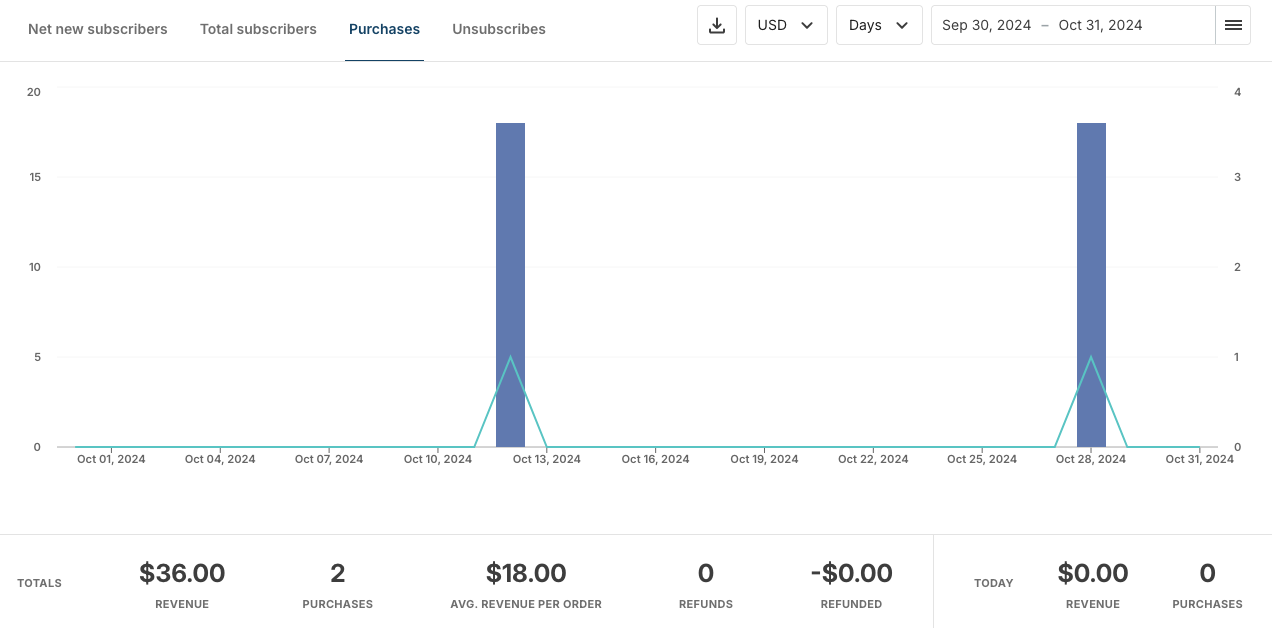 Net new subscribers Total subscribers Purchases Unsubscribes USD Days Sep 30, 2024 – Oct 31, 2024
20 4
15 3
10 2
5 1
0 0
Oct 01, 2024 Oct 04, 2024 Oct 07, 2024 Oct 10, 2024 Oct 13, 2024 Oct 16, 2024 Oct 19, 2024 Oct 22, 2024 Oct 25, 2024 Oct 28, 2024 Oct 31, 2024
TOTALS $36.00 2 $18.00 0 -$0.00 TODAY $0.00 0
REVENUE PURCHASES AVG. REVENUE PER ORDER REFUNDS REFUNDED REVENUE PURCHASES